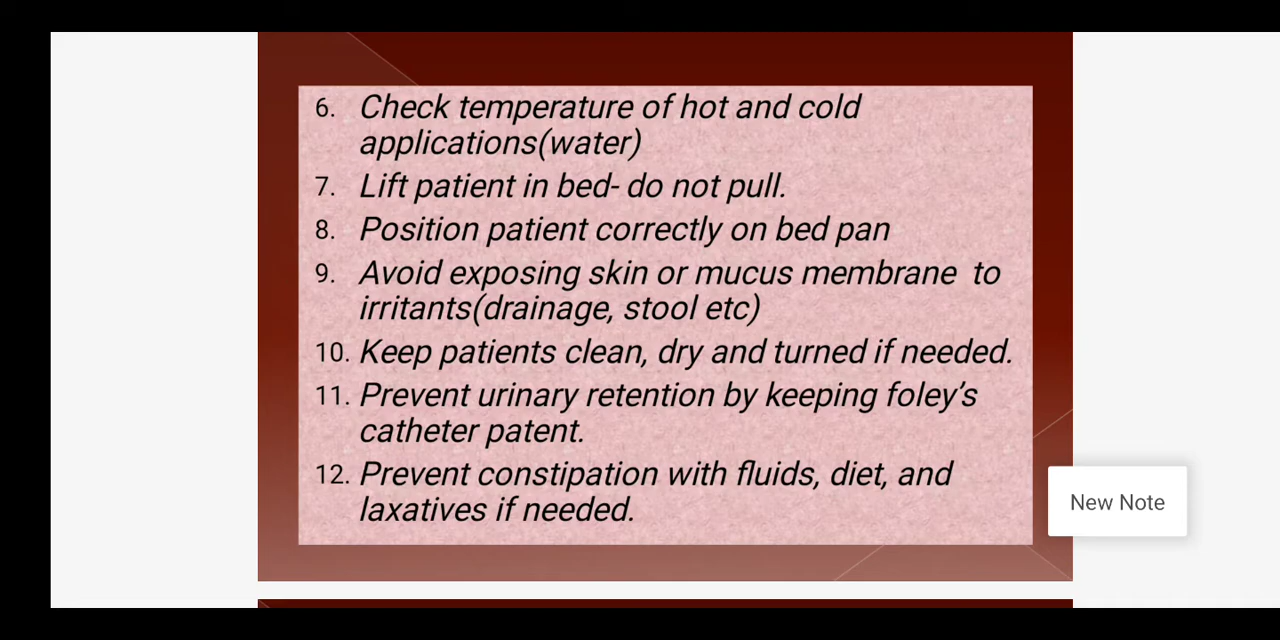 6. Check temperature of hot and cold
applications(water)
7. Lift patient in bed- do not pull.
8. Position patient correctly on bed pan
9. Avoid exposing skin or mucus membrane to
irritants(drainage, stool etc)
10. Keep patients clean, dry and turned if needed.
11. Prevent urinary retention by keeping foley's
catheter patent.
12. Prevent constipation with fluids, diet, and
laxatives if needed.
New Note